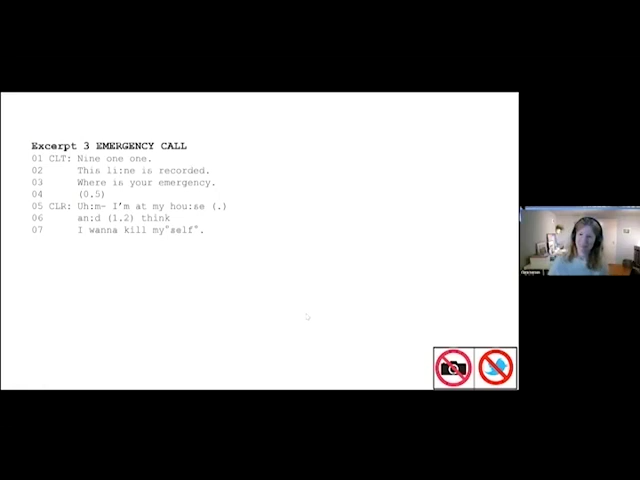 Excerpt 3 EMERGENCY CALL
01 CLT: Nine one one.
02 This li:ne is recorded.
03 Where is your emergency.
04 (0.5)
05 CLR: Uh:m- I'm at my hou:se (.)
06 an:d (1.2) think
07 I wanna kill my°self°.